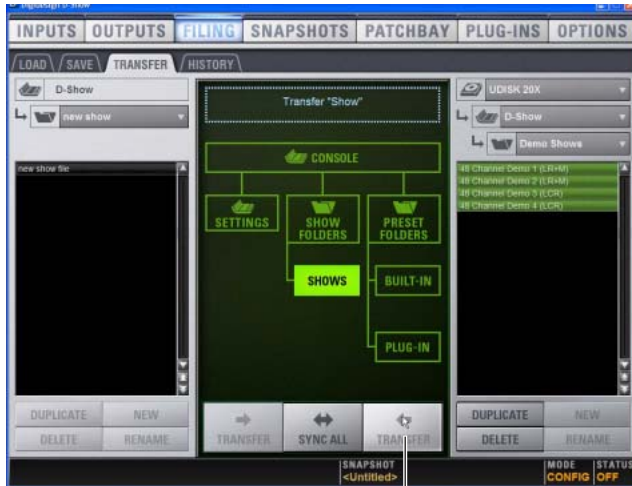 Digidesign D-Show
INPUTS OUTPUTS FILING SNAPSHOTS PATCHBAY PLUG-INS OPTIONS
LOAD SAVE TRANSFER HISTORY
D-Show
new show
new show file
DUPLICATE NEW
DELETE RENAME
Transfer "Show"
CONSOLE
SETTINGS
SHOW FOLDERS
PRESET FOLDERS
SHOWS
BUILT-IN
PLUG-IN
TRANSFER SYNC ALL TRANSFER
UDISK 20X
D-Show
Demo Shows
48 Channel Demo 1 (LR+M)
48 Channel Demo 2 (LR+M)
48 Channel Demo 3 (LCR)
48 Channel Demo 4 (LCR)
DUPLICATE NEW
DELETE RENAME
SNAPSHOT
<Untitled>
MODE STATUS
CONFIG OFF